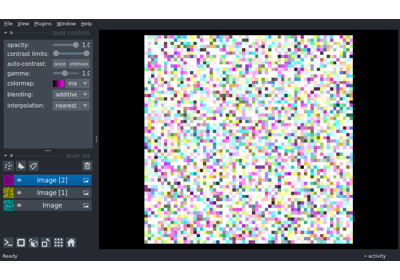 File View Plugins Window Help
layer controls
opacity: 1.0
contrast limits:
auto-contrast: once
gamma: 1.0
colormap: ma
blending: additive
interpolation: nearest
layer list
Image [2]
Image [1]
Image
Ready
activity